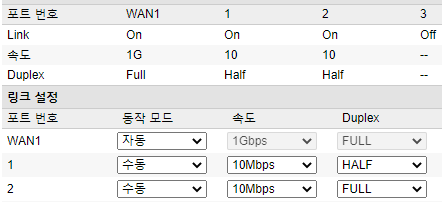 포트 번호 WAN1 1 2 3
Link On On On Off
속도 1G 10 10 --
Duplex Full Half Half --
링크 설정
포트 번호 동작 모드 속도 Duplex
WAN1 자동 1Gbps FULL
1 수동 10Mbps HALF
2 수동 10Mbps FULL